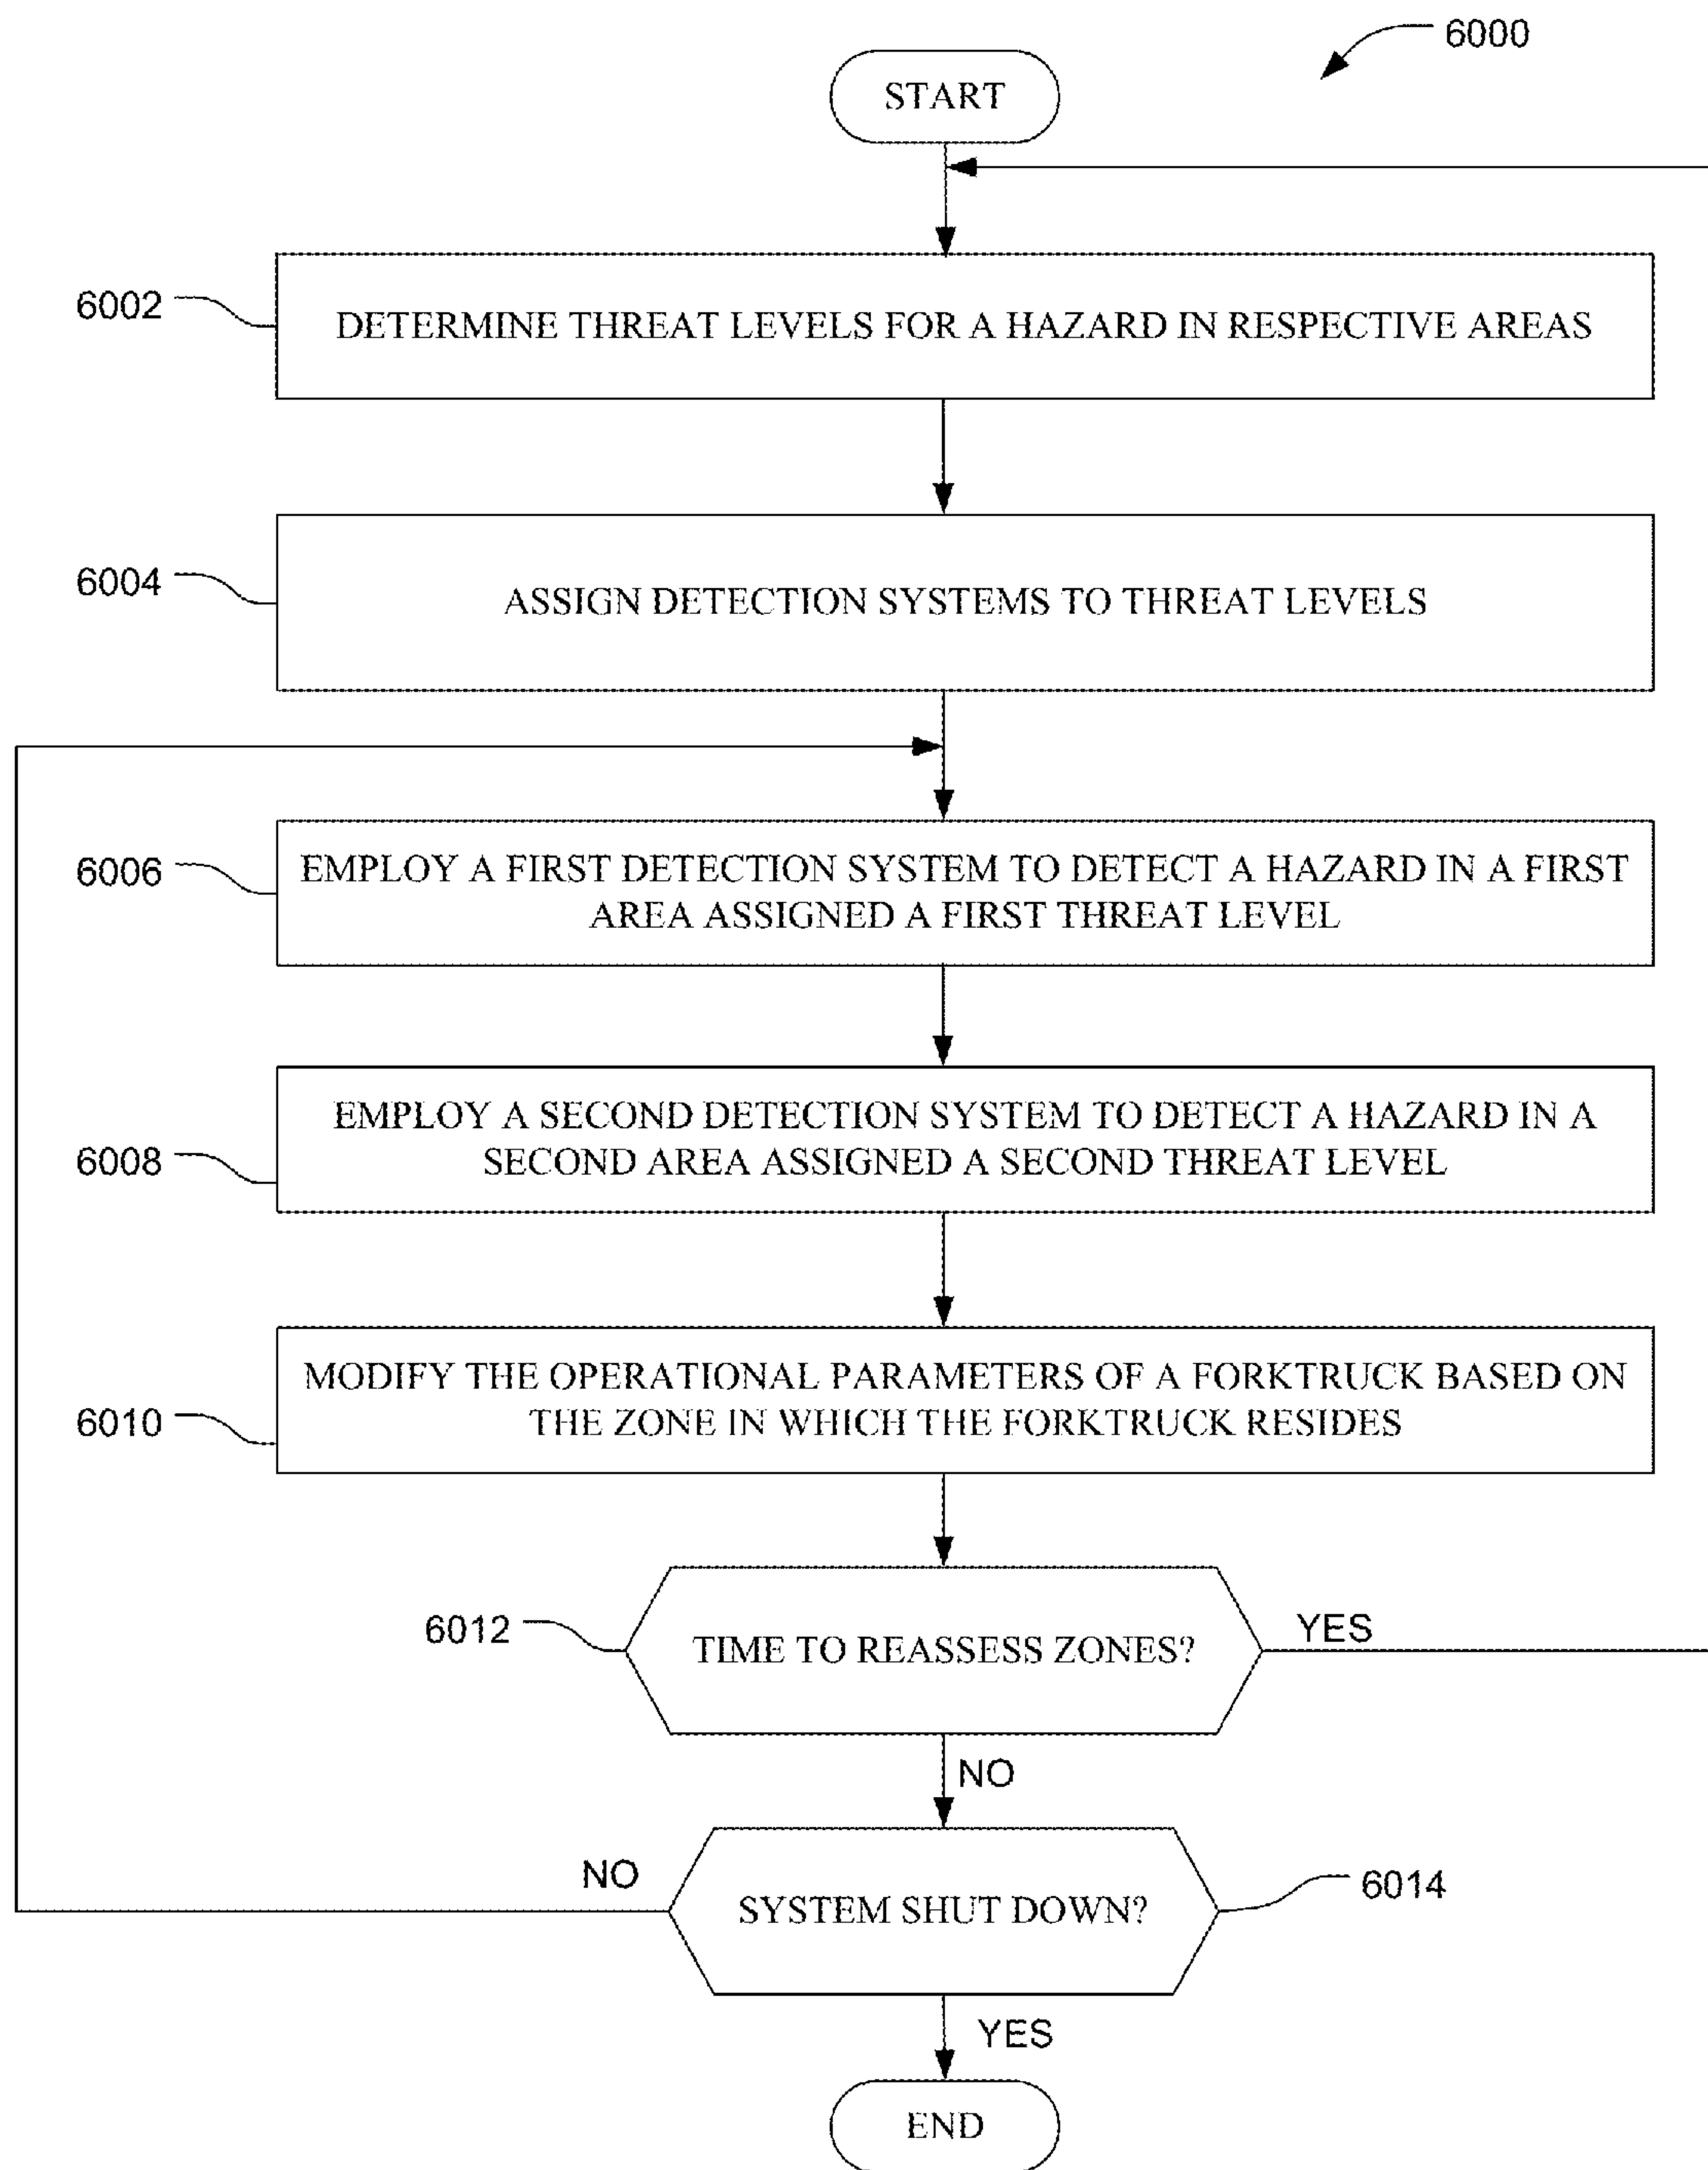 6000
START
6002
DETERMINE THREAT LEVELS FOR A HAZARD IN RESPECTIVE AREAS
6004
ASSIGN DETECTION SYSTEMS TO THREAT LEVELS
6006
EMPLOY A FIRST DETECTION SYSTEM TO DETECT A HAZARD IN A FIRST
AREA ASSIGNED A FIRST THREAT LEVEL
6008
EMPLOY A SECOND DETECTION SYSTEM TO DETECT A HAZARD IN A
SECOND AREA ASSIGNED A SECOND THREAT LEVEL
6010
MODIFY THE OPERATIONAL PARAMETERS OF A FORKTRUCK BASED ON
THE ZONE IN WHICH THE FORKTRUCK RESIDES
6012
TIME TO REASSESS ZONES?
YES
NO
NO
SYSTEM SHUT DOWN?
6014
YES
END